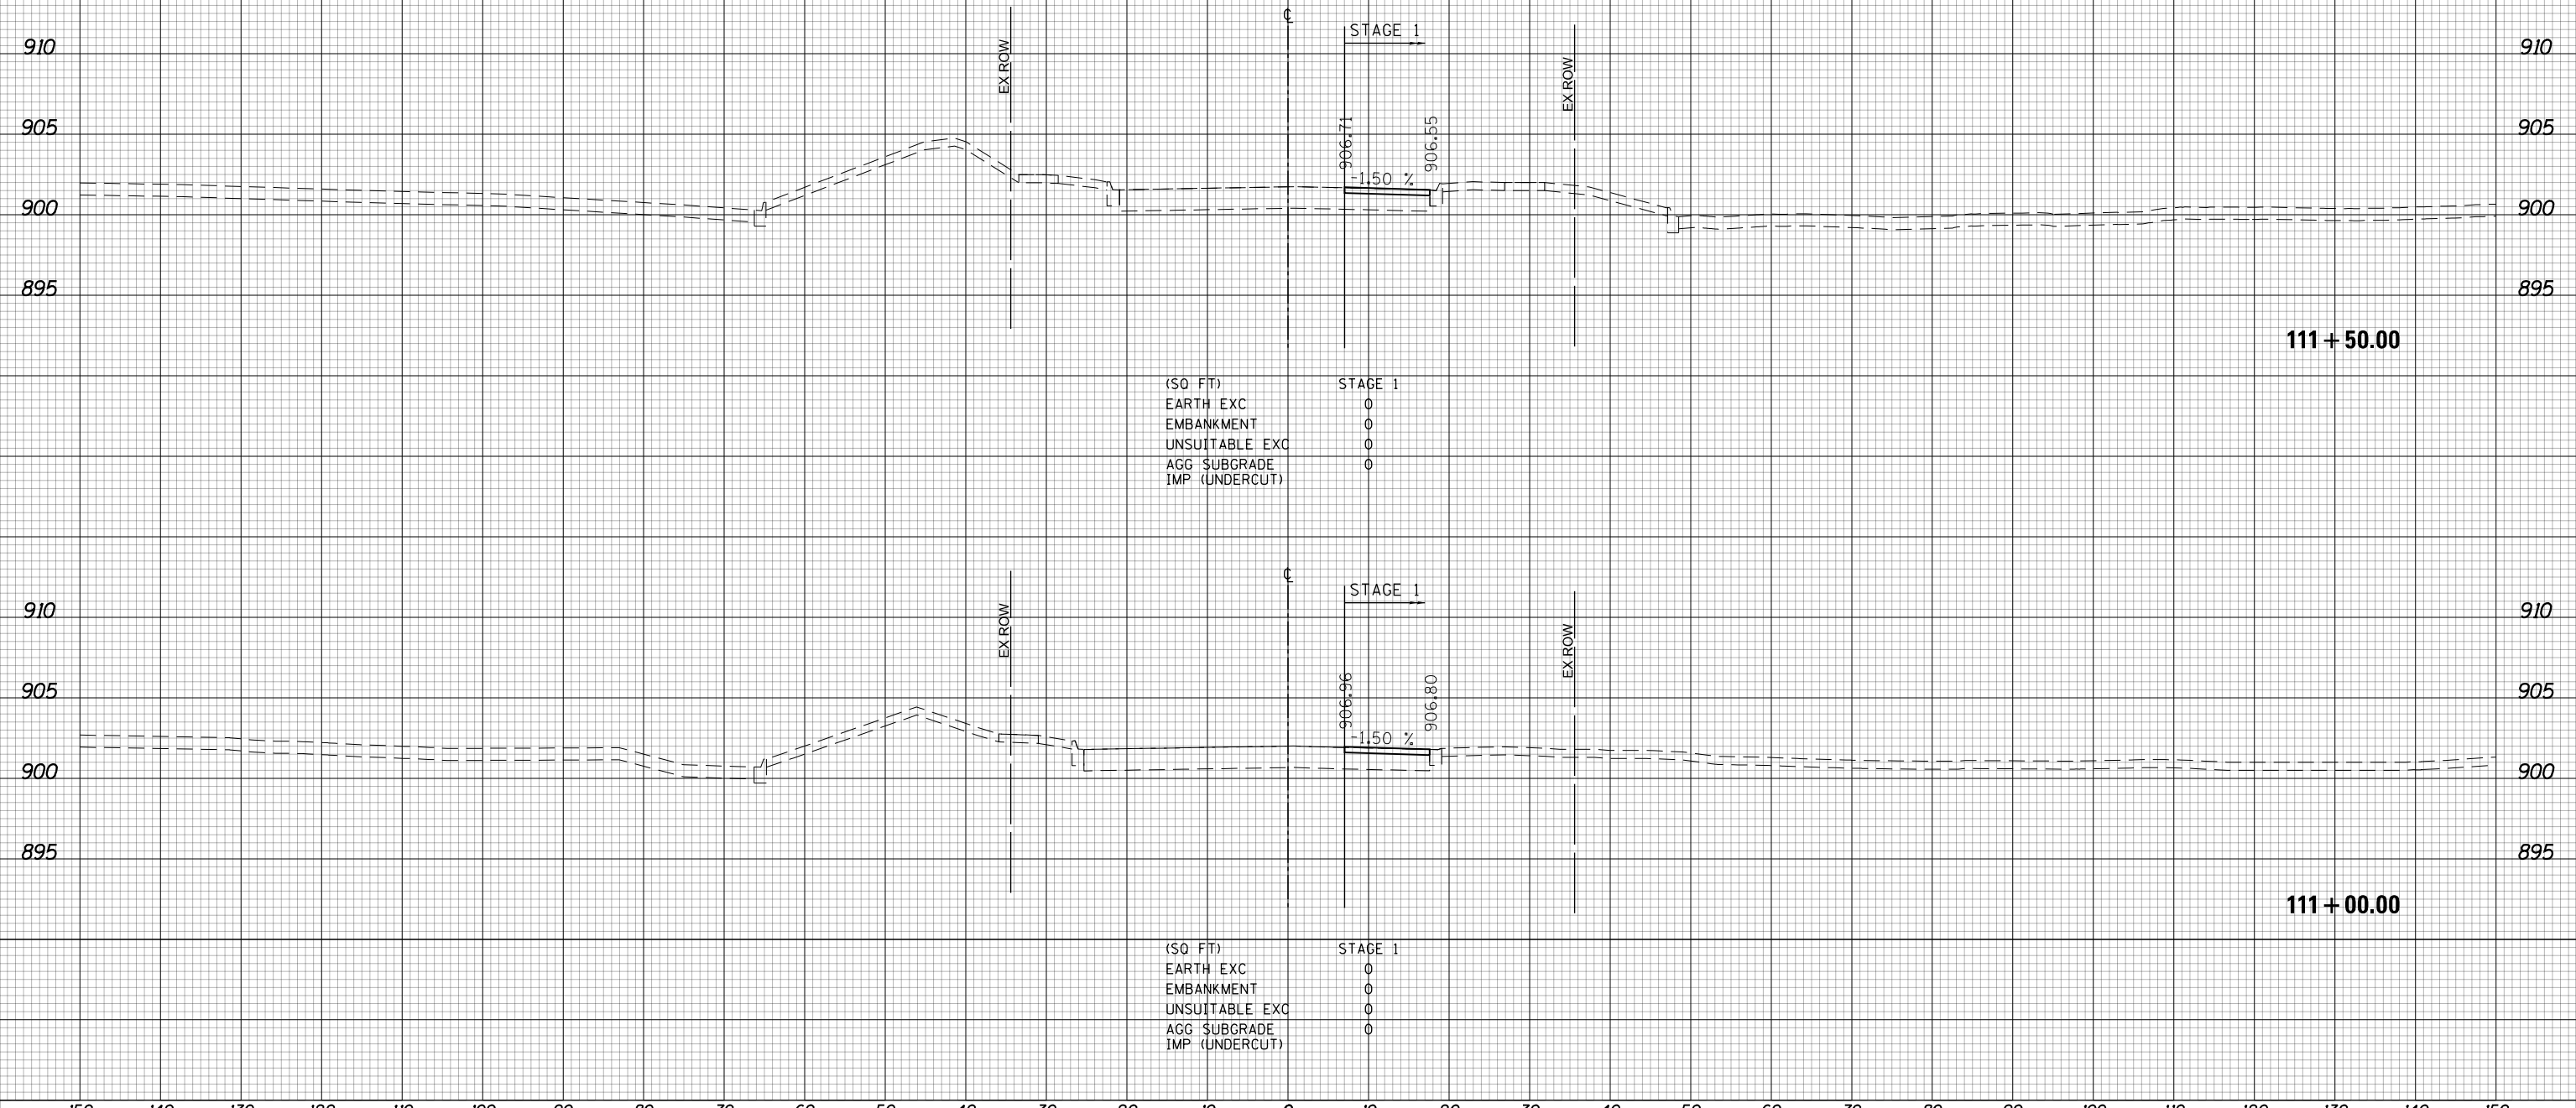 ℄
STAGE 1
910
EX ROW
EX ROW
910
905
906.71
906.55
905
-1.50 %
900
900
895
895
111+50.00
(SQ FT) STAGE 1
EARTH EXC 0
EMBANKMENT 0
UNSUITABLE EXC 0
AGG SUBGRADE 0
IMP (UNDERCUT)
℄
STAGE 1
910
EX ROW
EX ROW
910
905
906.96
906.80
905
-1.50 %
900
900
895
895
111+00.00
(SQ FT) STAGE 1
EARTH EXC 0
EMBANKMENT 0
UNSUITABLE EXC 0
AGG SUBGRADE 0
IMP (UNDERCUT)